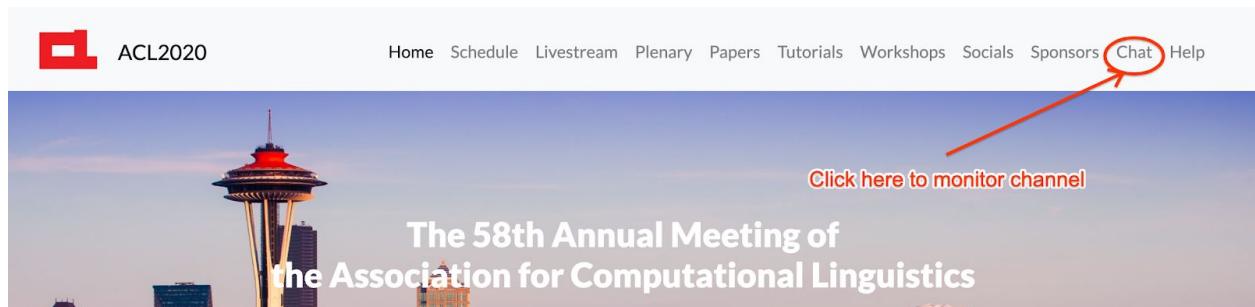 ACL2020 Home Schedule Livestream Plenary Papers Tutorials Workshops Socials Sponsors Chat Help
Click here to monitor channel
The 58th Annual Meeting of
the Association for Computational Linguistics